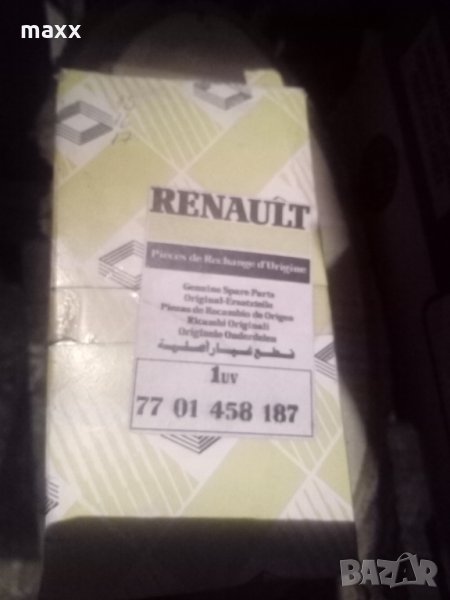 maxx
RENAULT
Pièces de Rechange d'Origine
Genuine Spare Parts
Original-Ersatzteile
Piezas de Recambio de Origen
Ricambi Originali
Originele Onderdelen
قطع غيار أصلية
1UV
77 01 458 187
BAZAR